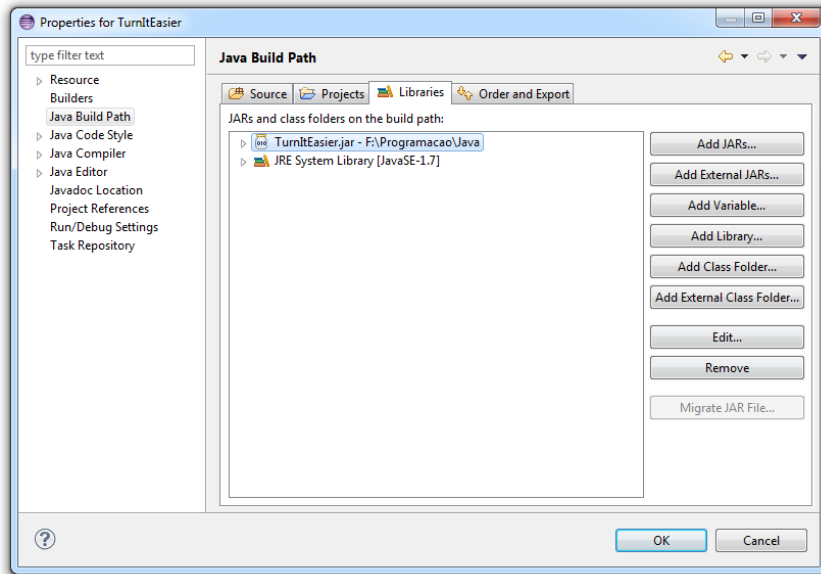 Properties for TurnItEasier
type filter text
Resource
Builders
Java Build Path
Java Code Style
Java Compiler
Java Editor
Javadoc Location
Project References
Run/Debug Settings
Task Repository
Java Build Path
Source
Projects
Libraries
Order and Export
JARs and class folders on the build path:
TurnItEasier.jar - F:\Programacao\Java
JRE System Library [JavaSE-1.7]
Add JARs...
Add External JARs...
Add Variable...
Add Library...
Add Class Folder...
Add External Class Folder...
Edit...
Remove
Migrate JAR File...
OK
Cancel